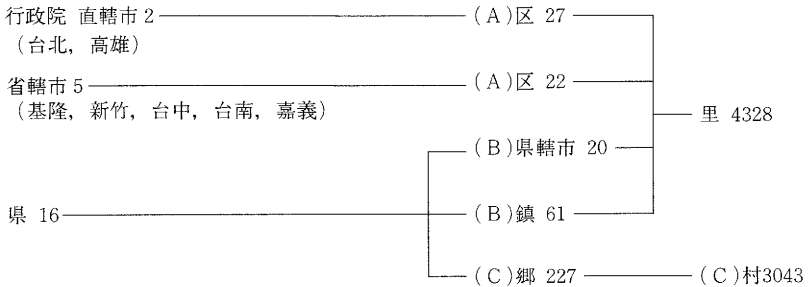 行政院 直轄市 2
(A)区 27
(台北, 高雄)
省轄市 5
(A)区 22
(基隆, 新竹, 台中, 台南, 嘉義)
里 4328
(B)県轄市 20
県 16
(B)鎮 61
(C)郷 227
(C)村3043